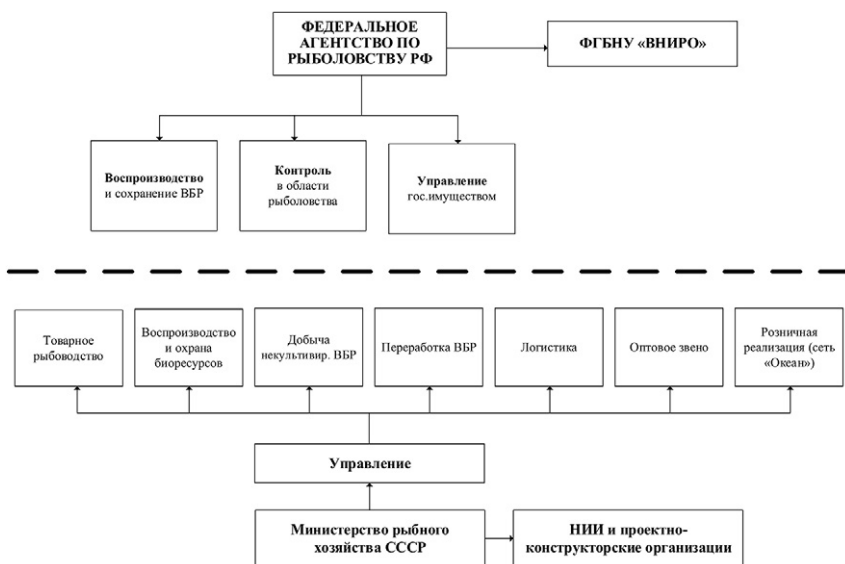 ФЕДЕРАЛЬНОЕ
АГЕНТСТВО ПО
РЫБОЛОВСТВУ РФ
ФГБНУ «ВНИРО»
Воспроизводство
и сохранение ВБР
Контроль
в области
рыболовства
Управление
гос.имуществом
Товарное
рыбоводство
Воспроизводство
и охрана
биоресурсов
Добыча
некультивир. ВБР
Переработка ВБР
Логистика
Оптовое звено
Розничная
реализация (сеть
«Океан»)
Управление
Министерство рыбного
хозяйства СССР
НИИ и проектно-
конструкторские организации